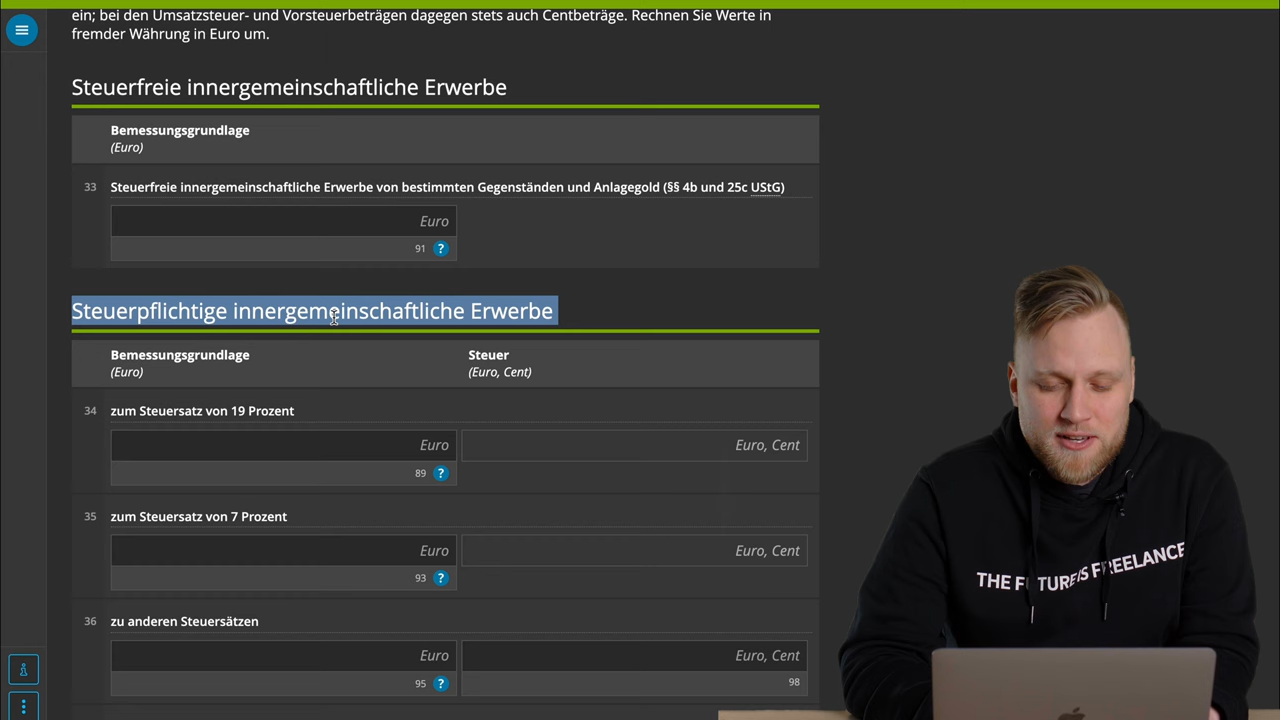 ein; bei den Umsatzsteuer- und Vorsteuerbeträgen dagegen stets auch Centbeträge. Rechnen Sie Werte in
fremder Währung in Euro um.
Steuerfreie innergemeinschaftliche Erwerbe
Bemessungsgrundlage
(Euro)
33 Steuerfreie innergemeinschaftliche Erwerbe von bestimmten Gegenständen und Anlagegold (§§ 4b und 25c UStG)
Euro
91 ?
Steuerpflichtige innergemeinschaftliche Erwerbe
Bemessungsgrundlage Steuer
(Euro) (Euro, Cent)
34 zum Steuersatz von 19 Prozent
Euro Euro, Cent
89 ?
35 zum Steuersatz von 7 Prozent
Euro Euro, Cent
93 ?
36 zu anderen Steuersätzen
Euro Euro, Cent
95 ? 98
THE FUTURE IS FREELANCE